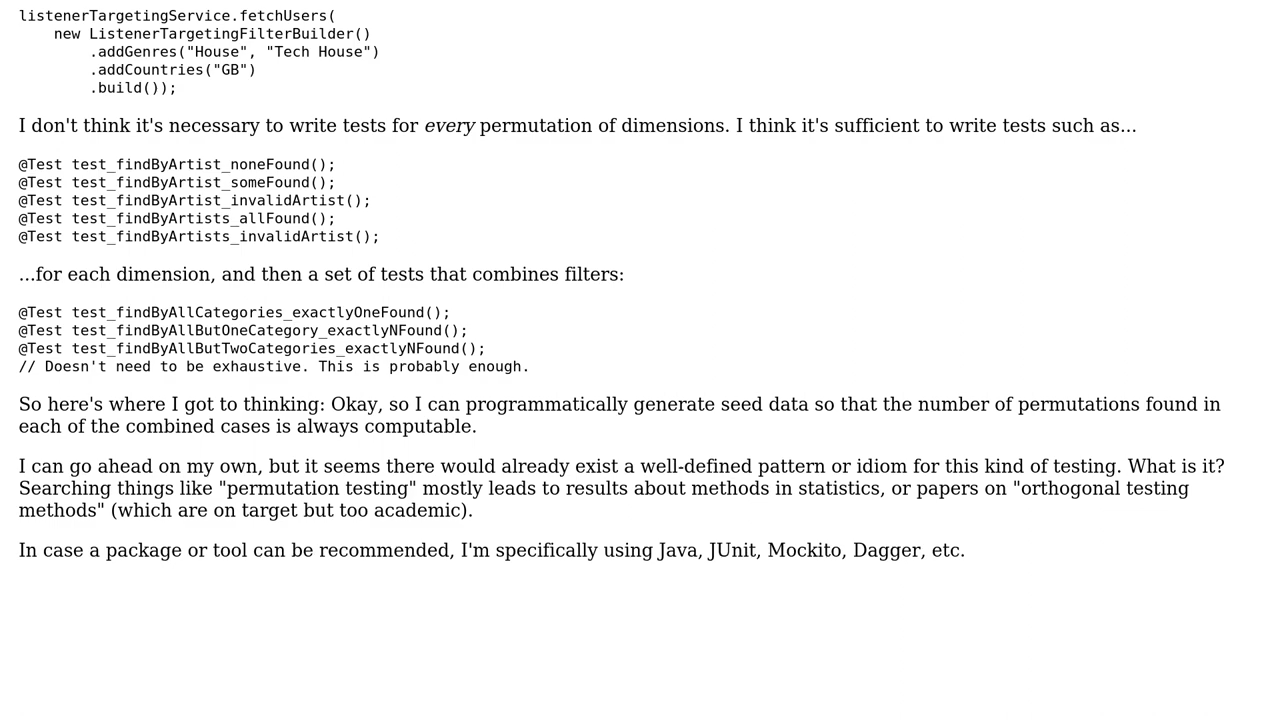 listenerTargetingService.fetchUsers(
    new ListenerTargetingFilterBuilder()
        .addGenres("House", "Tech House")
        .addCountries("GB")
        .build());
I don't think it's necessary to write tests for every permutation of dimensions. I think it's sufficient to write tests such as...
@Test test_findByArtist_noneFound();
@Test test_findByArtist_someFound();
@Test test_findByArtist_invalidArtist();
@Test test_findByArtists_allFound();
@Test test_findByArtists_invalidArtist();
...for each dimension, and then a set of tests that combines filters:
@Test test_findByAllCategories_exactlyOneFound();
@Test test_findByAllButOneCategory_exactlyNFound();
@Test test_findByAllButTwoCategories_exactlyNFound();
// Doesn't need to be exhaustive. This is probably enough.
So here's where I got to thinking: Okay, so I can programmatically generate seed data so that the number of permutations found in
each of the combined cases is always computable.
I can go ahead on my own, but it seems there would already exist a well-defined pattern or idiom for this kind of testing. What is it?
Searching things like "permutation testing" mostly leads to results about methods in statistics, or papers on "orthogonal testing
methods" (which are on target but too academic).
In case a package or tool can be recommended, I'm specifically using Java, JUnit, Mockito, Dagger, etc.